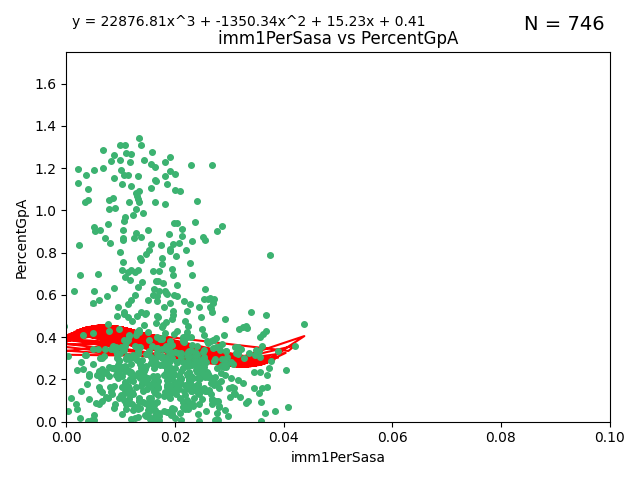 y = 22876.81x^3 + -1350.34x^2 + 15.23x + 0.41
N = 746
imm1PerSasa vs PercentGpA
PercentGpA
1.6
1.4
1.2
1.0
0.8
0.6
0.4
0.2
0.0
0.00 0.02 0.04 0.06 0.08 0.10
imm1PerSasa